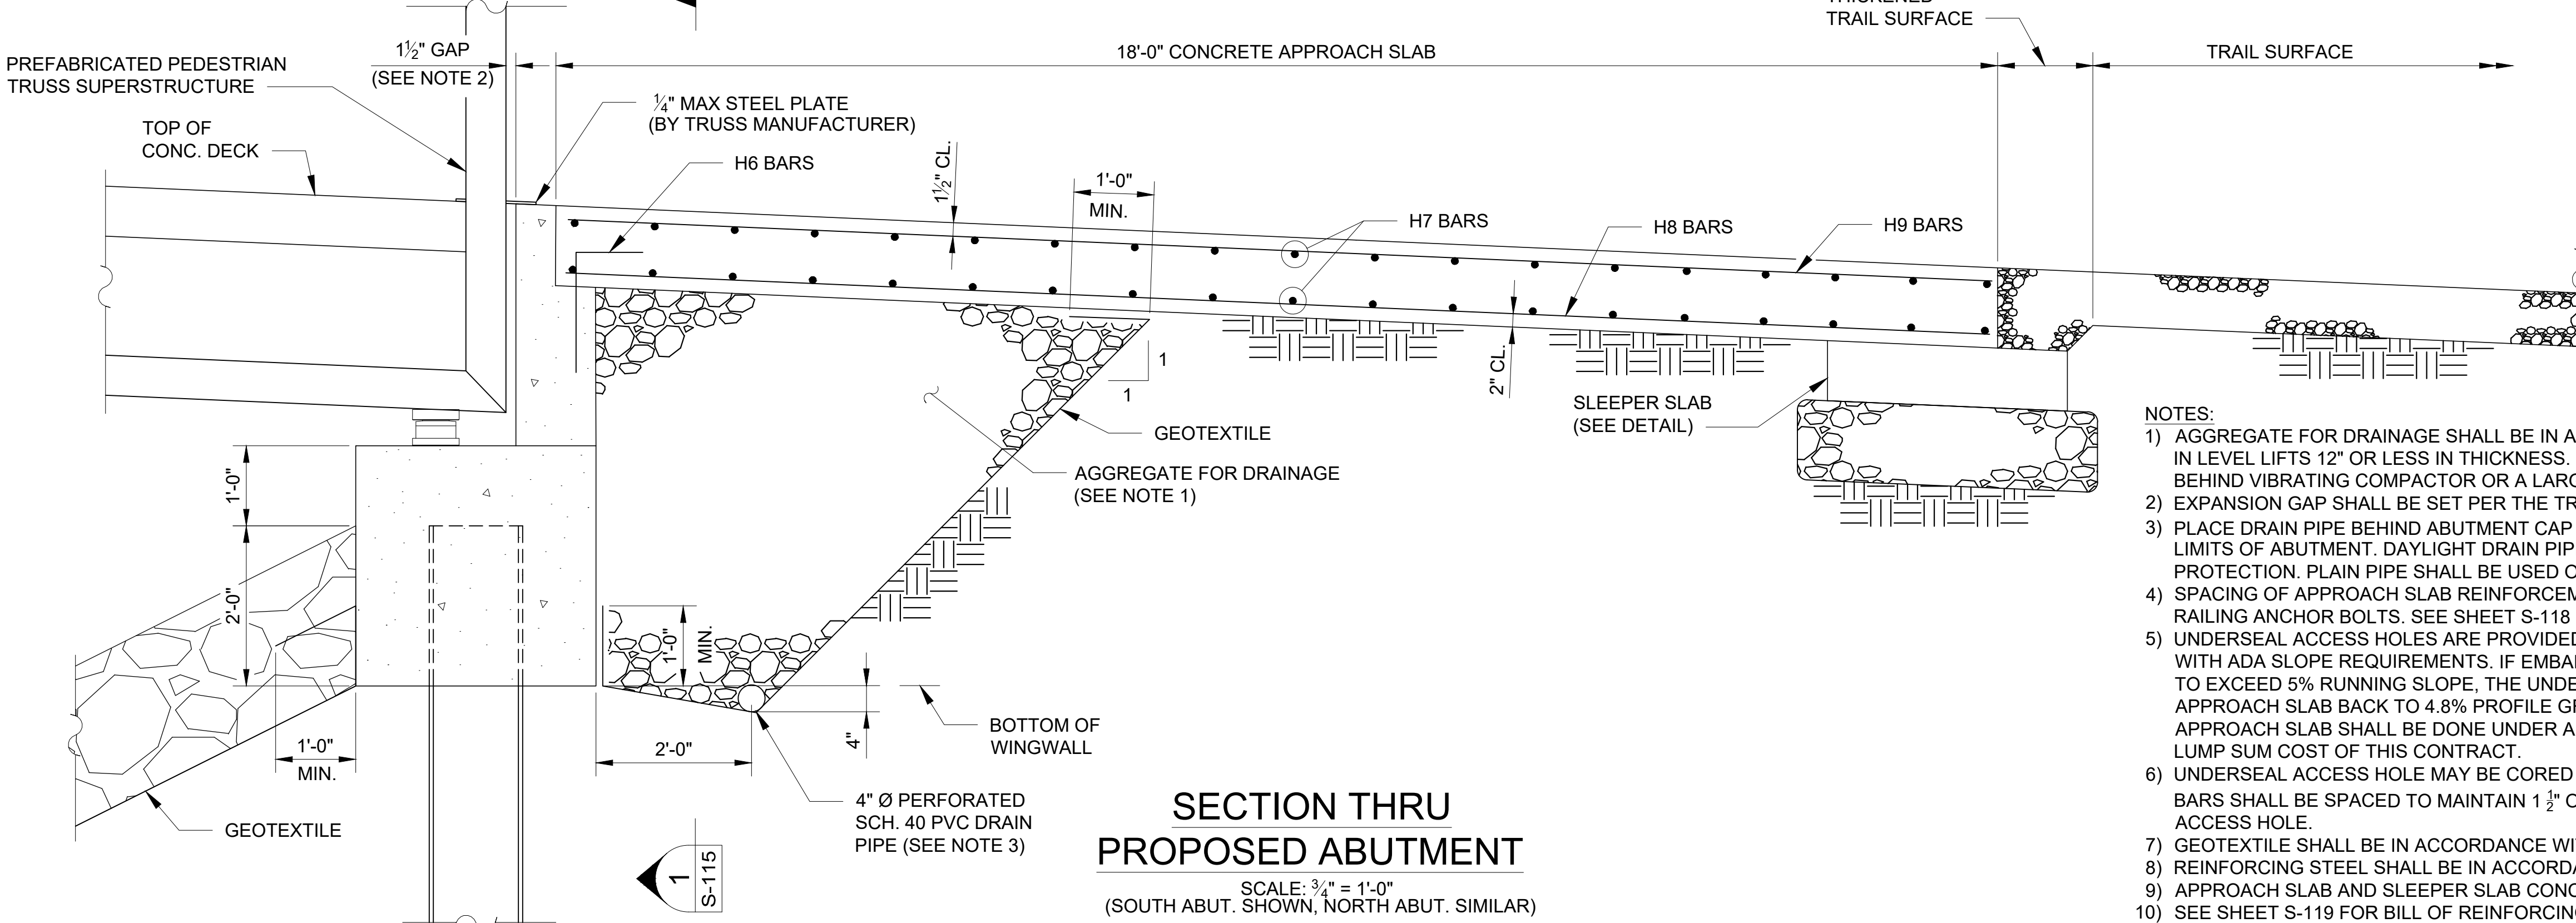 THICKENED
TRAIL SURFACE
1½" GAP
(SEE NOTE 2)
18'-0" CONCRETE APPROACH SLAB
TRAIL SURFACE
PREFABRICATED PEDESTRIAN
TRUSS SUPERSTRUCTURE
¼" MAX STEEL PLATE
(BY TRUSS MANUFACTURER)
TOP OF
CONC. DECK
H6 BARS
1½" CL.
1'-0"
MIN.
H7 BARS
H8 BARS
H9 BARS
1
1
2" CL.
SLEEPER SLAB
(SEE DETAIL)
GEOTEXTILE
AGGREGATE FOR DRAINAGE
(SEE NOTE 1)
1'-0"
2'-0"
1'-0"
MIN.
1'-0"
MIN.
2'-0"
4"
BOTTOM OF
WINGWALL
GEOTEXTILE
4" Ø PERFORATED
SCH. 40 PVC DRAIN
PIPE (SEE NOTE 3)
1
S-115
SECTION THRU
PROPOSED ABUTMENT
SCALE: ¾" = 1'-0"
(SOUTH ABUT. SHOWN, NORTH ABUT. SIMILAR)
NOTES:
1) AGGREGATE FOR DRAINAGE SHALL BE IN
IN LEVEL LIFTS 12" OR LESS IN THICKNESS.
BEHIND VIBRATING COMPACTOR OR A
2) EXPANSION GAP SHALL BE SET PER THE
3) PLACE DRAIN PIPE BEHIND ABUTMENT CAP
LIMITS OF ABUTMENT. DAYLIGHT DRAIN
PROTECTION. PLAIN PIPE SHALL BE USED
4) SPACING OF APPROACH SLAB
RAILING ANCHOR BOLTS. SEE SHEET S-118
5) UNDERSEAL ACCESS HOLES ARE PROVIDED
WITH ADA SLOPE REQUIREMENTS. IF
TO EXCEED 5% RUNNING SLOPE, THE
APPROACH SLAB BACK TO 4.8% PROFILE
APPROACH SLAB SHALL BE DONE UNDER A
LUMP SUM COST OF THIS CONTRACT.
6) UNDERSEAL ACCESS HOLE MAY BE CORED
BARS SHALL BE SPACED TO MAINTAIN 1 ½"
ACCESS HOLE.
7) GEOTEXTILE SHALL BE IN ACCORDANCE
8) REINFORCING STEEL SHALL BE IN
9) APPROACH SLAB AND SLEEPER SLAB
10) SEE SHEET S-119 FOR BILL OF